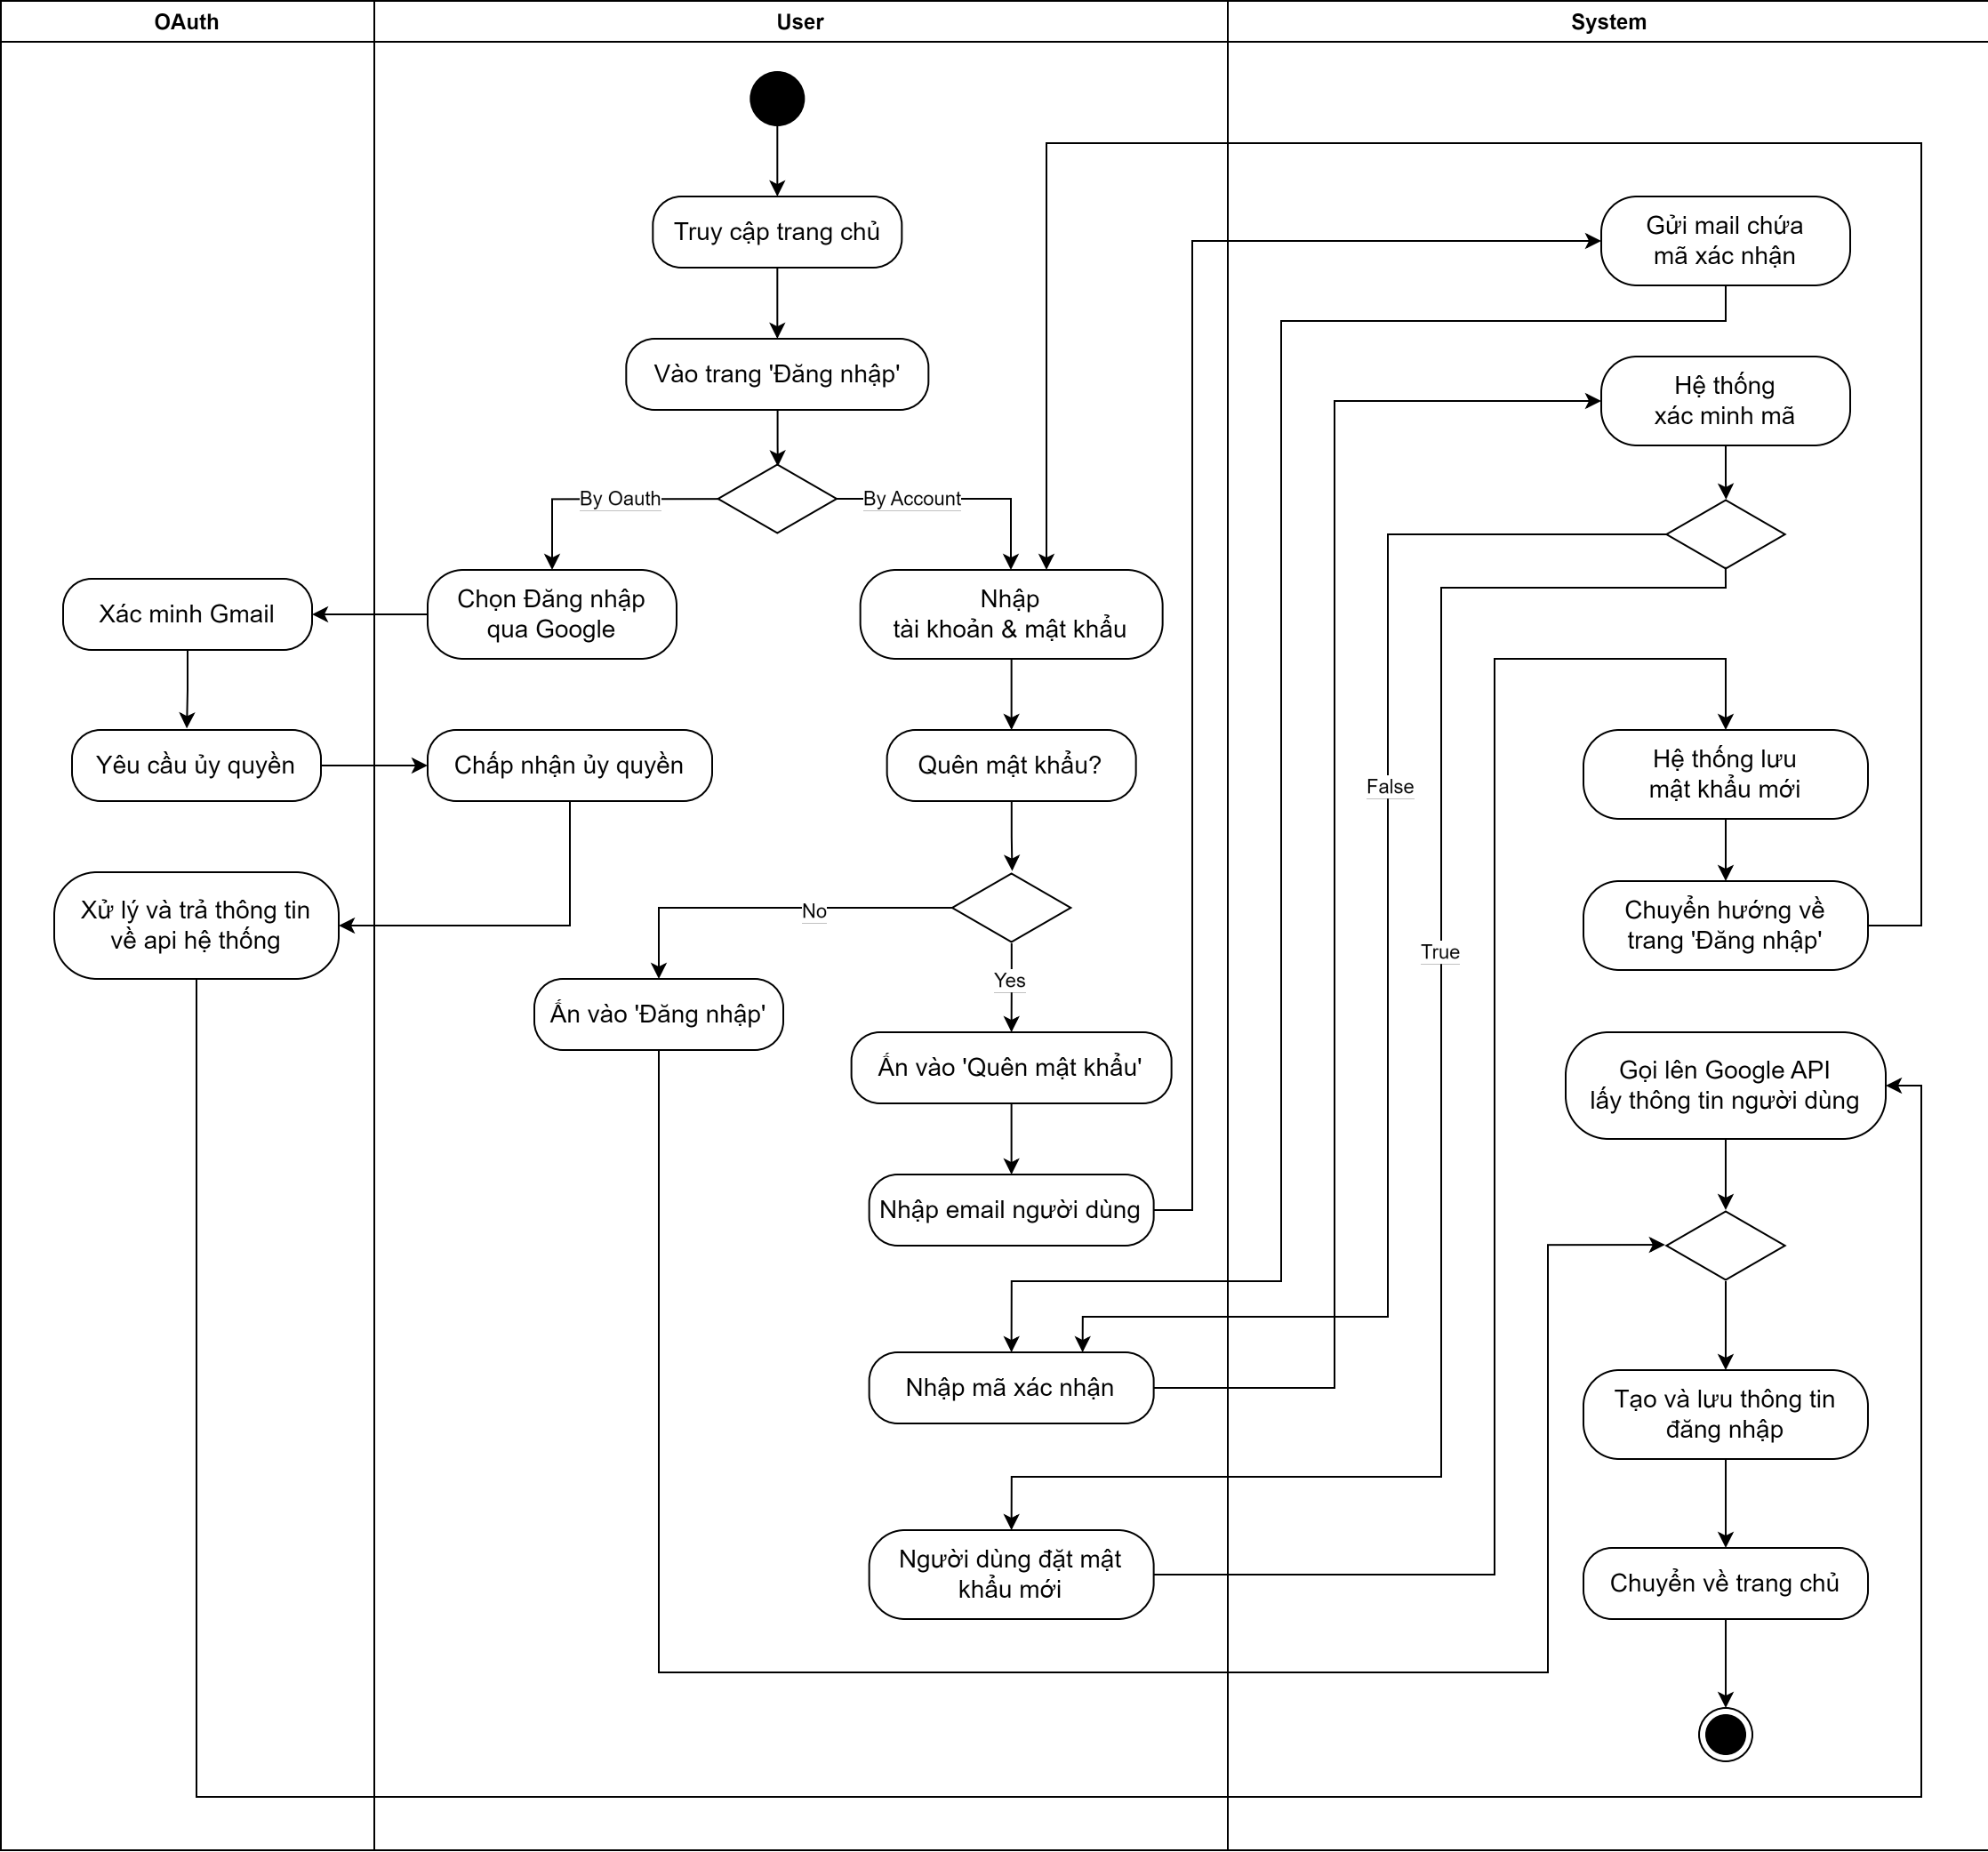 OAuth
User
System
Truy cập trang chủ
Gửi mail chứa
mã xác nhận
Vào trang 'Đăng nhập'
Hệ thống
xác minh mã
By Oauth
By Account
Xác minh Gmail
Chọn Đăng nhập
qua Google
Nhập
tài khoản & mật khẩu
Yêu cầu ủy quyền
Chấp nhận ủy quyền
Quên mật khẩu?
False
Hệ thống lưu
mật khẩu mới
Xử lý và trả thông tin
về api hệ thống
No
Yes
True
Chuyển hướng về
trang 'Đăng nhập'
Ấn vào 'Đăng nhập'
Ấn vào 'Quên mật khẩu'
Gọi lên Google API
lấy thông tin người dùng
Nhập email người dùng
Nhập mã xác nhận
Tạo và lưu thông tin
đăng nhập
Người dùng đặt mật
khẩu mới
Chuyển về trang chủ